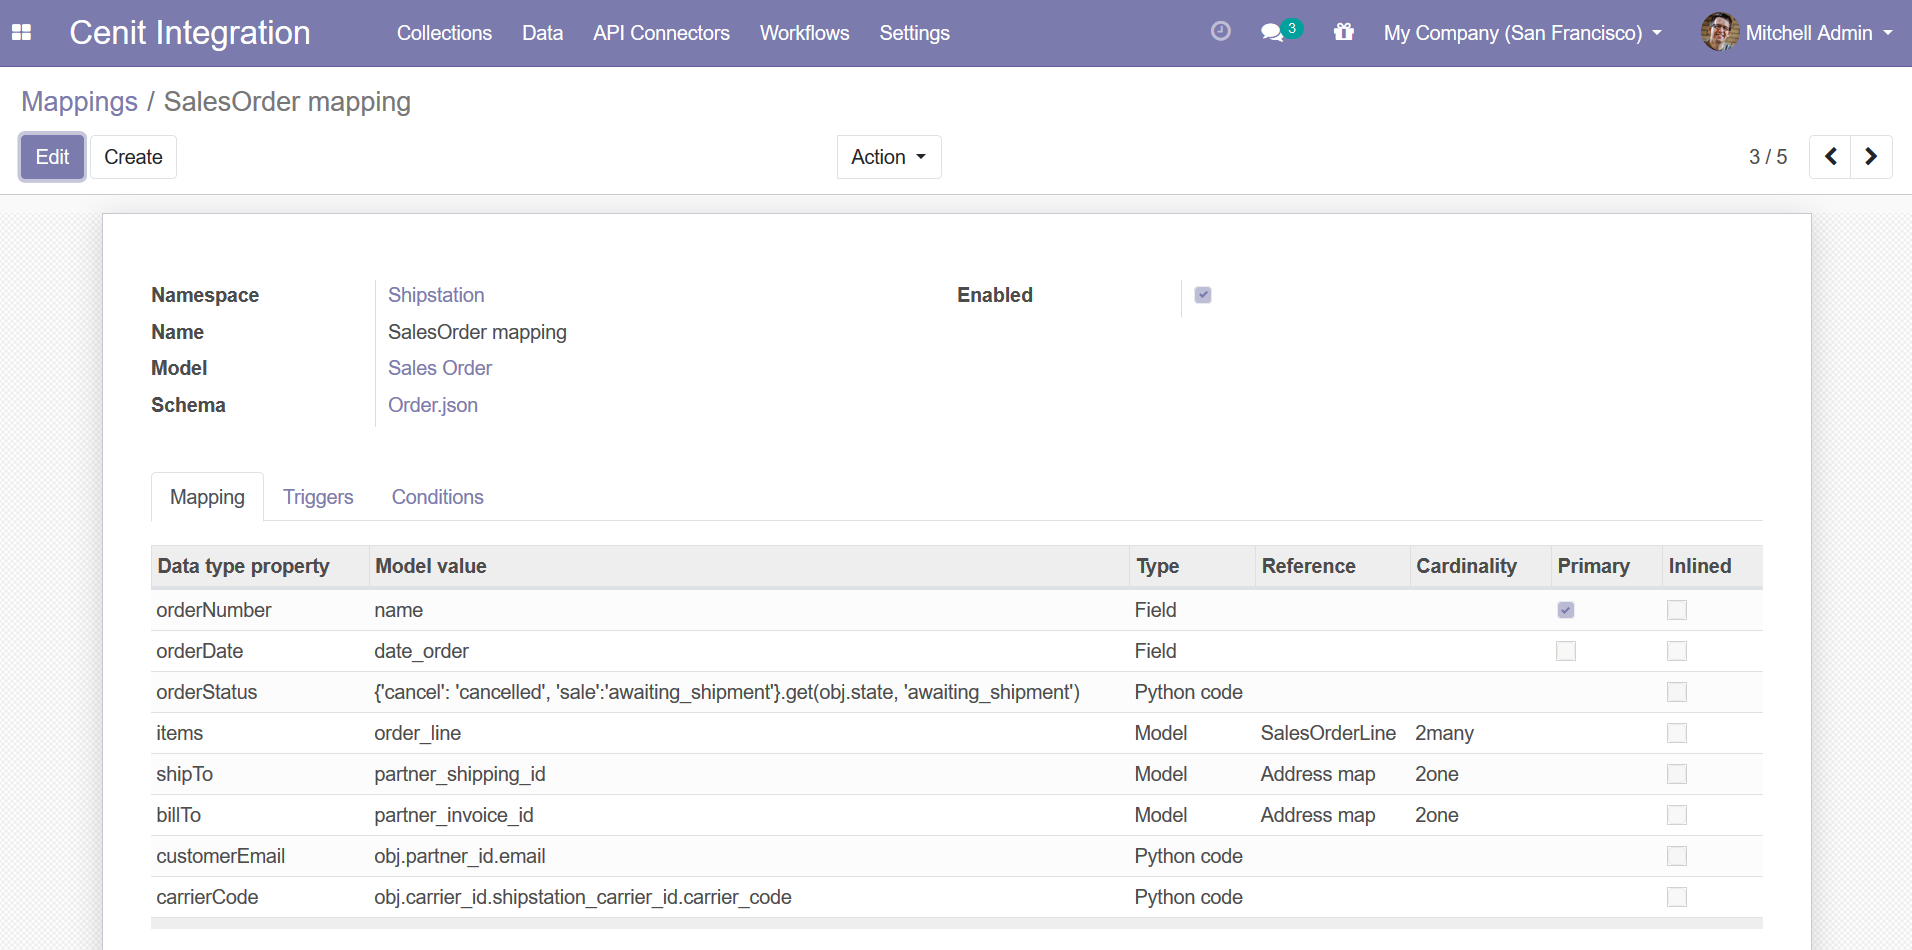 Cenit Integration Collections Data API Connectors Workflows Settings 3 My Company (San Francisco) Mitchell Admin
Mappings / SalesOrder mapping
Edit Create Action 3 / 5
Namespace Shipstation Enabled
Name SalesOrder mapping
Model Sales Order
Schema Order.json
Mapping Triggers Conditions
Data type property Model value Type Reference Cardinality Primary Inlined
orderNumber name Field
orderDate date_order Field
orderStatus {'cancel': 'cancelled', 'sale':'awaiting_shipment'}.get(obj.state, 'awaiting_shipment') Python code
items order_line Model SalesOrderLine 2many
shipTo partner_shipping_id Model Address map 2one
billTo partner_invoice_id Model Address map 2one
customerEmail obj.partner_id.email Python code
carrierCode obj.carrier_id.shipstation_carrier_id.carrier_code Python code